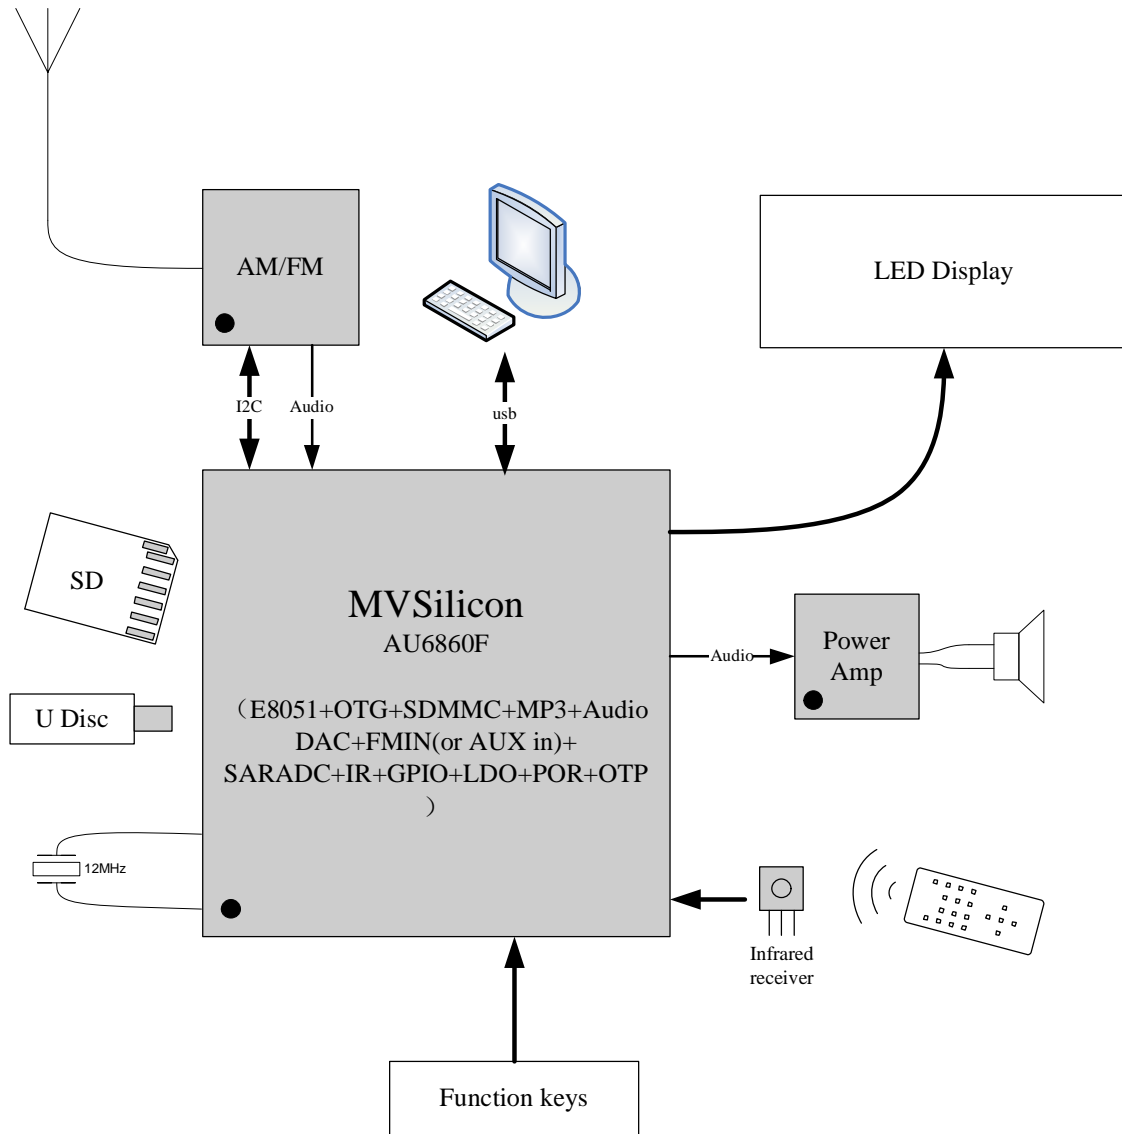 AM/FM
LED Display
I2C
Audio
usb
SD
MVSilicon
AU6860F
Power
Amp
Audio
U Disc
（E8051+OTG+SDMMC+MP3+Audio
DAC+FMIN(or AUX in)+
SARADC+IR+GPIO+LDO+POR+OTP
）
12MHz
Infrared
receiver
Function keys